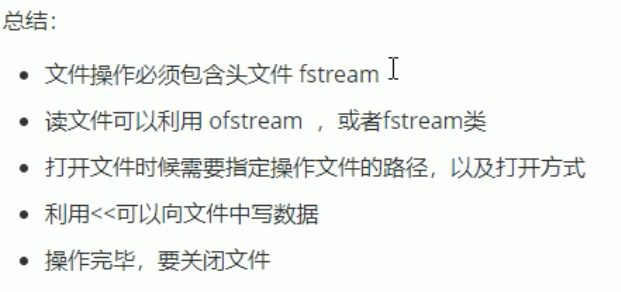 总结：
文件操作必须包含头文件 fstream
读文件可以利用 ofstream ，或者fstream类
打开文件时候需要指定操作文件的路径，以及打开方式
利用<<可以向文件中写数据
操作完毕，要关闭文件